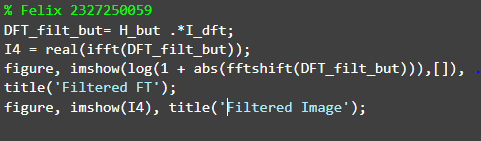 % Felix 2327250059
DFT_filt_but= H_but .*I_dft;
I4 = real(ifft(DFT_filt_but));
figure, imshow(log(1 + abs(fftshift(DFT_filt_but))),[]), .
title('Filtered FT');
figure, imshow(I4), title('Filtered Image');